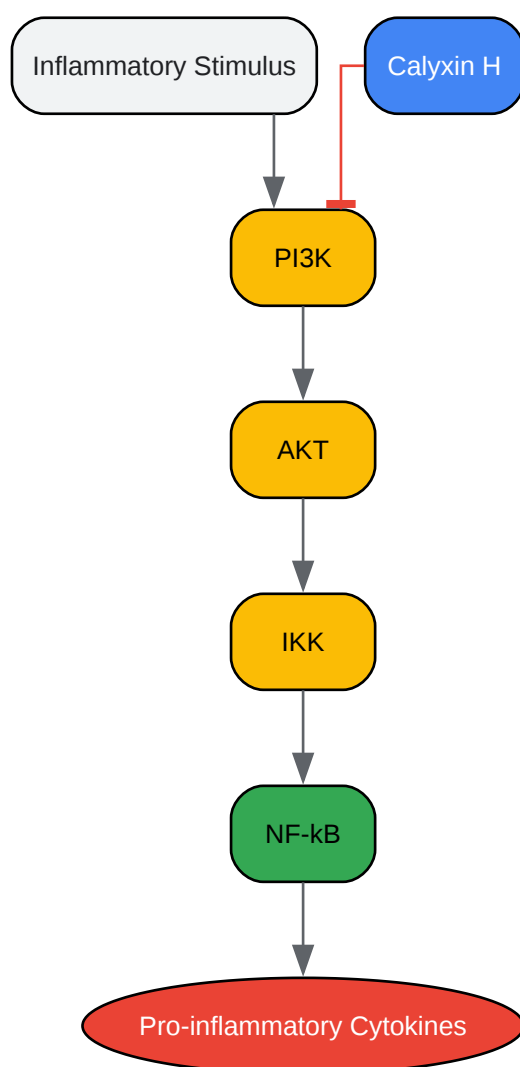 Inflammatory Stimulus
Calyxin H
PI3K
AKT
IKK
NF-kB
Pro-inflammatory Cytokines